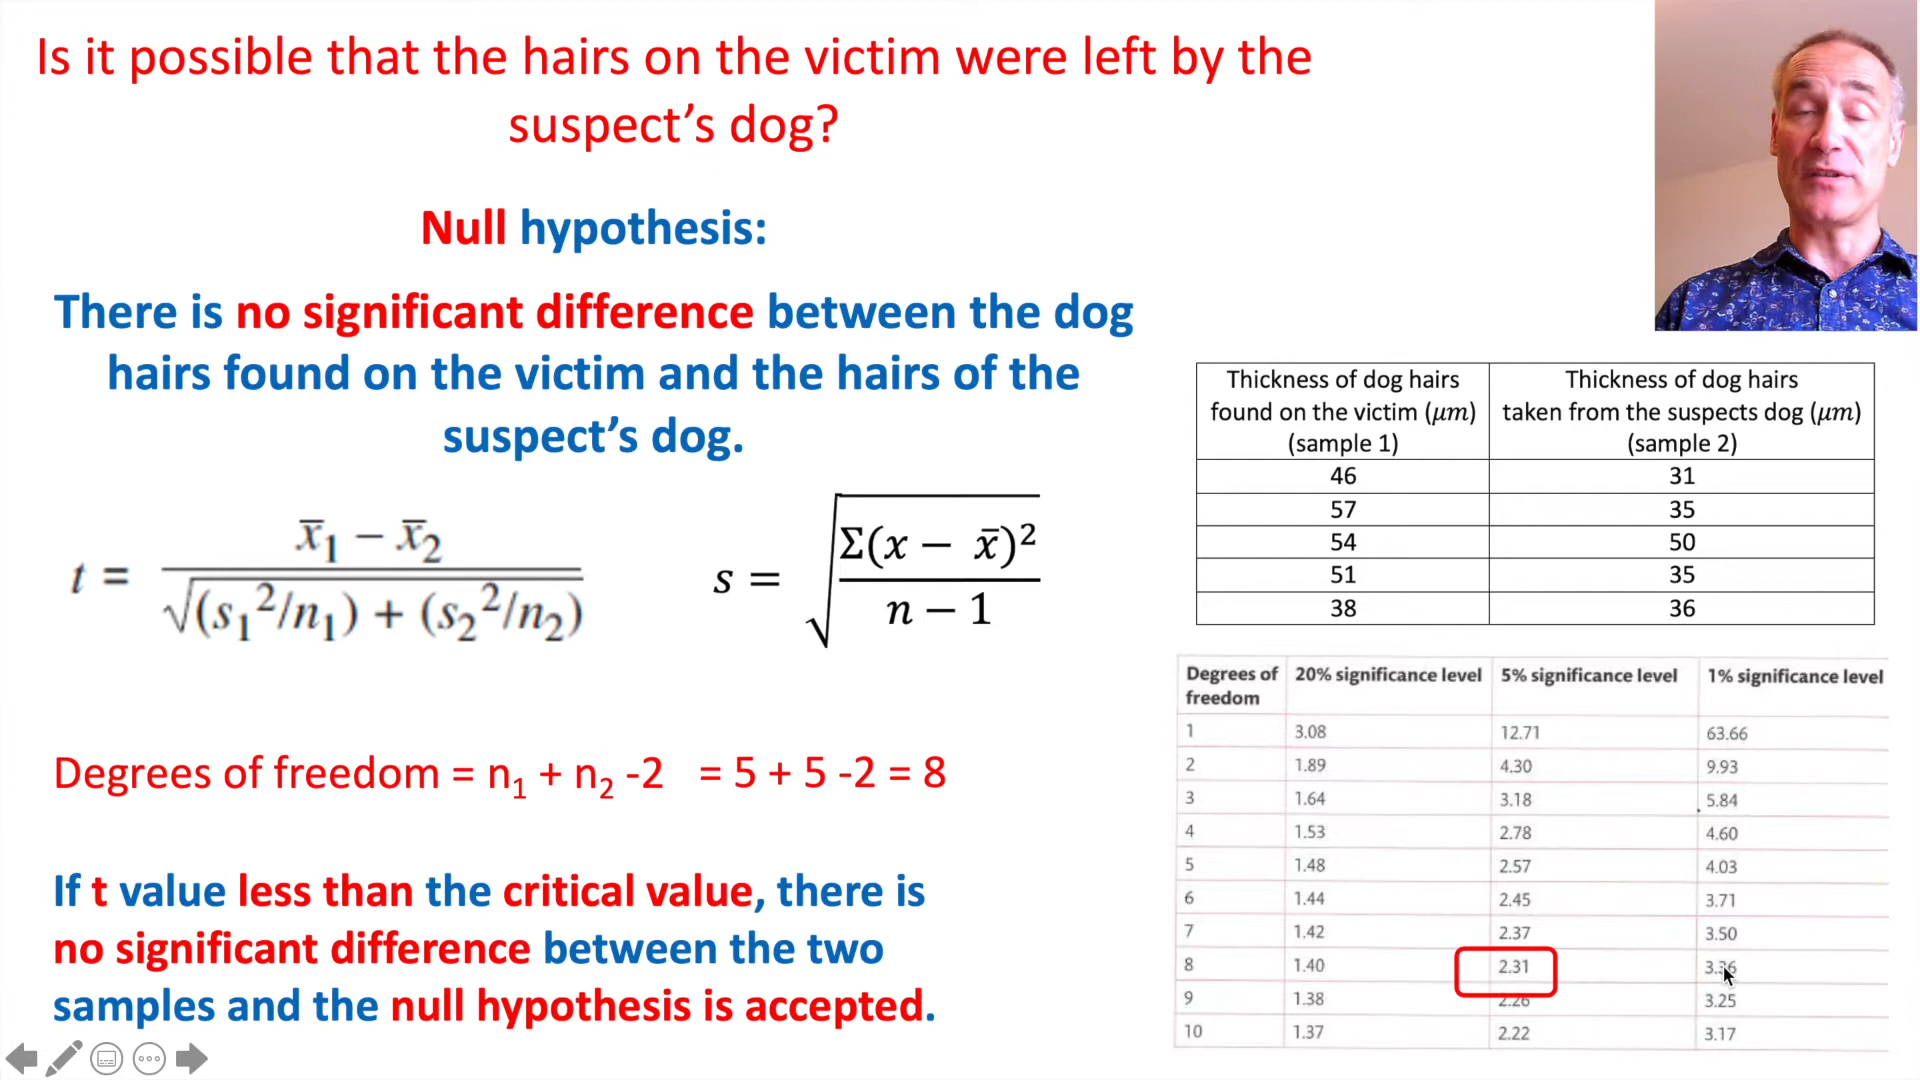 Is it possible that the hairs on the victim were left by the
suspect’s dog?
Null hypothesis:
There is no significant difference between the dog
hairs found on the victim and the hairs of the
suspect’s dog.
t = x̄₁ − x̄₂ / √(s₁²/n₁) + (s₂²/n₂)
s = √ Σ(x − x̄)² / n − 1
Degrees of freedom = n₁ + n₂ -2 = 5 + 5 -2 = 8
If t value less than the critical value, there is
no significant difference between the two
samples and the null hypothesis is accepted.
Thickness of dog hairs
found on the victim (μm)
(sample 1)
Thickness of dog hairs
taken from the suspects dog (μm)
(sample 2)
46 31
57 35
54 50
51 35
38 36
Degrees of
freedom
20% significance level
5% significance level
1% significance level
1 3.08 12.71 63.66
2 1.89 4.30 9.93
3 1.64 3.18 5.84
4 1.53 2.78 4.60
5 1.48 2.57 4.03
6 1.44 2.45 3.71
7 1.42 2.37 3.50
8 1.40 2.31 3.36
9 1.38 2.26 3.25
10 1.37 2.22 3.17